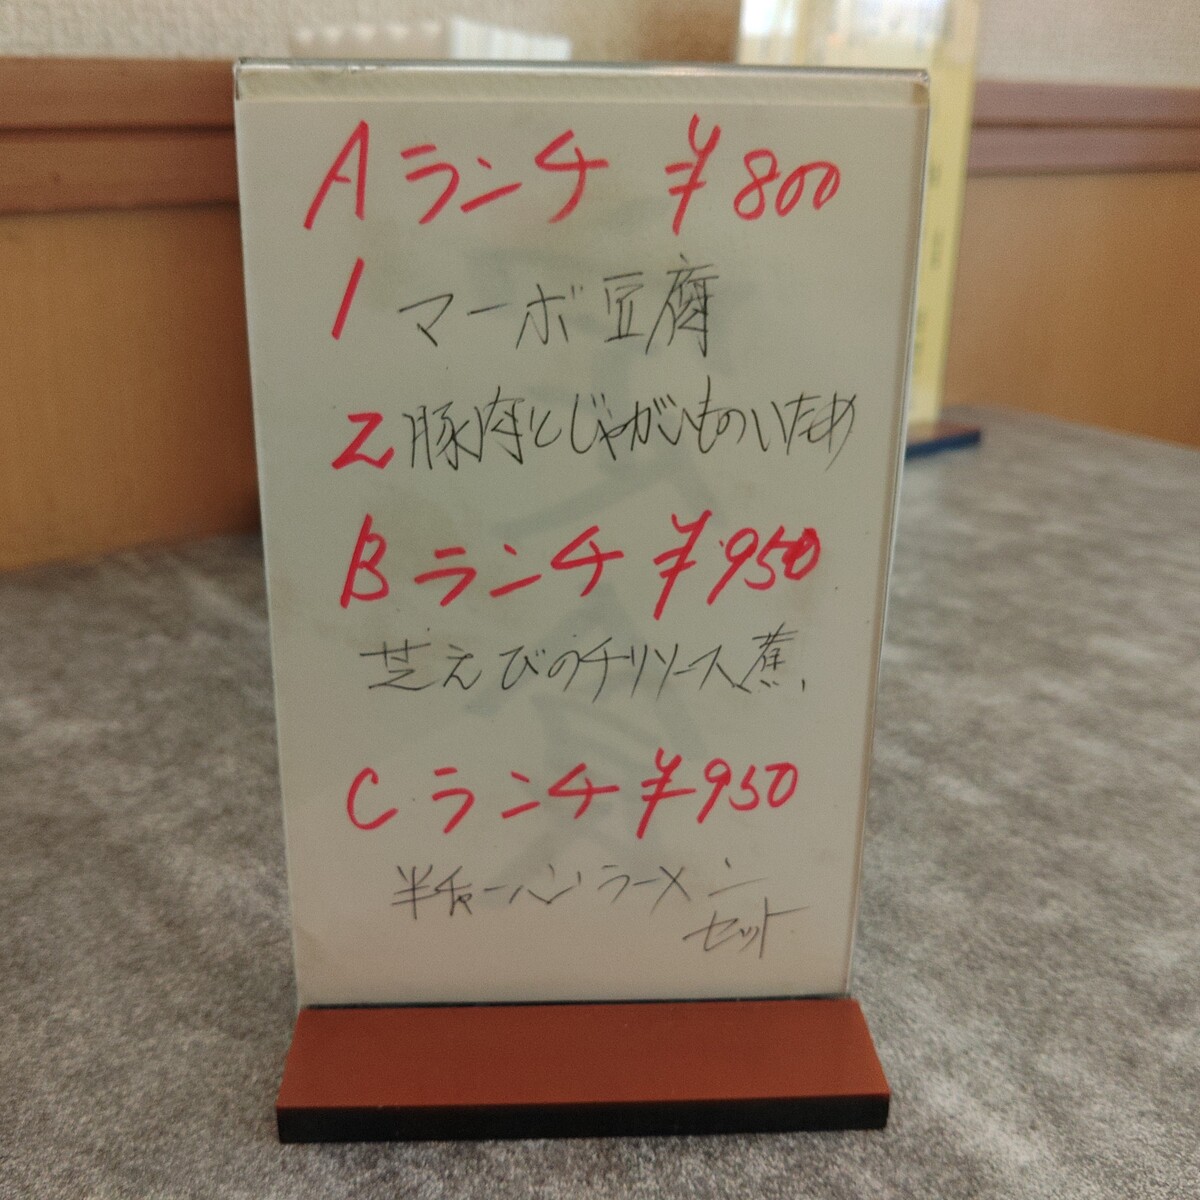 Aランチ ¥800
1 マーボ豆腐
2 豚肉とじゃがいものいため
Bランチ ¥950
芝えびのチリソース煮
Cランチ ¥950
半チャーハン ラーメン
セット